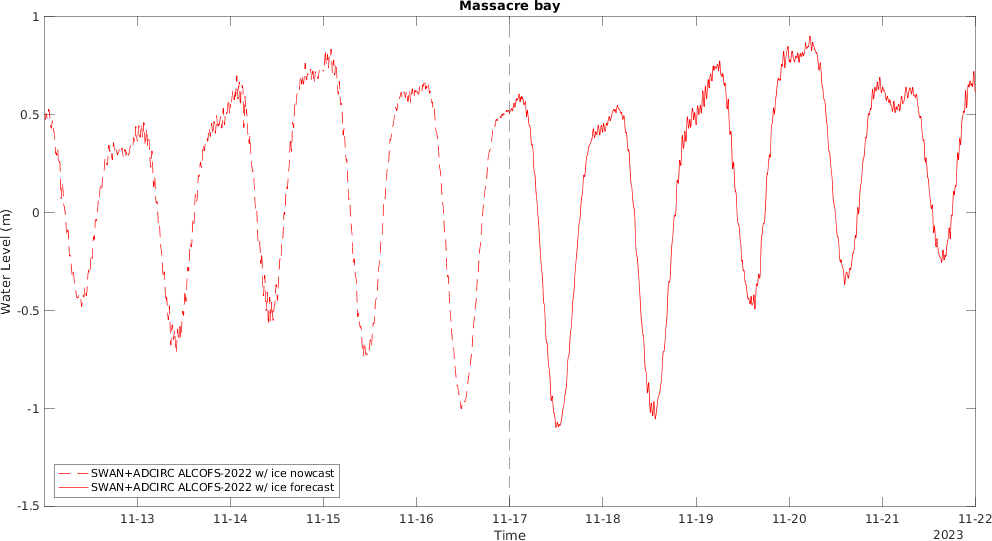 Massacre bay
1
0.5
0
-0.5
-1
-1.5
Water Level (m)
SWAN+ADCIRC ALCOFS-2022 w/ ice nowcast
SWAN+ADCIRC ALCOFS-2022 w/ ice forecast
11-13 11-14 11-15 11-16 11-17 11-18 11-19 11-20 11-21 11-22
Time
2023